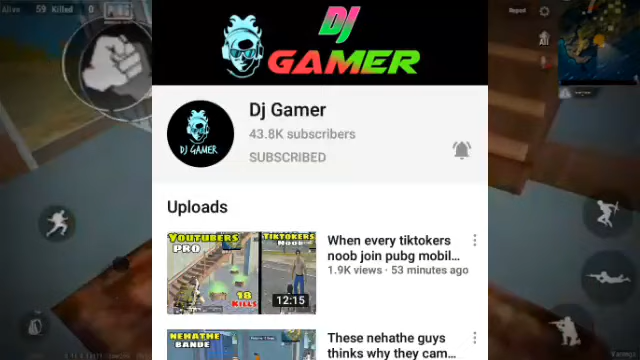 Alive 59 Killed 0
Report
All
DJ
GAMER
DJ GAMER
Dj Gamer
43.8K subscribers
SUBSCRIBED
Uploads
YOUTUBERS
PRO
TIKTOKERS
NOOB
18
KILLS
12:15
When every tiktokers
noob join pubg mobil...
1.9K views · 53 minutes ago
NEHATHE
BANDE
These nehathe guys
thinks why they cam...